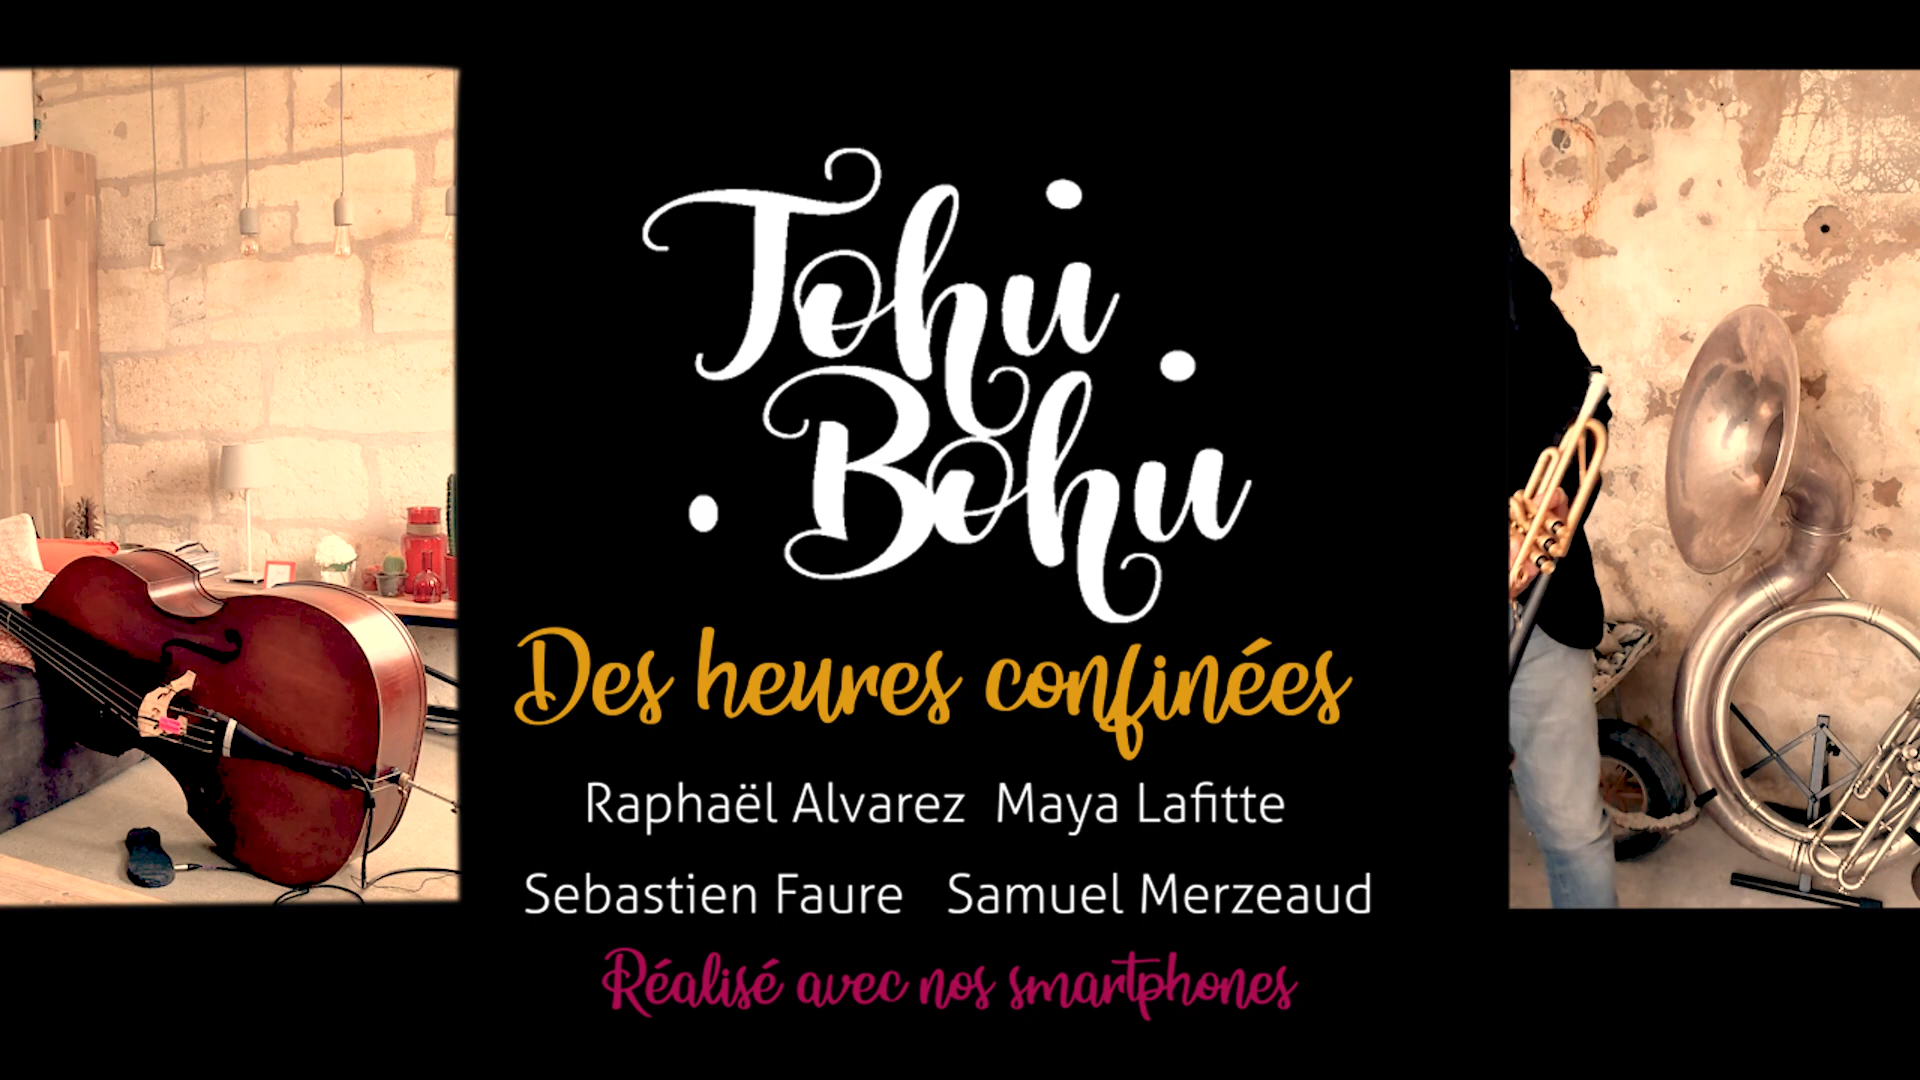 Tohu
Bohu
Des heures confinées
Raphaël Alvarez Maya Lafitte
Sebastien Faure Samuel Merzeaud
Réalisé avec nos smartphones